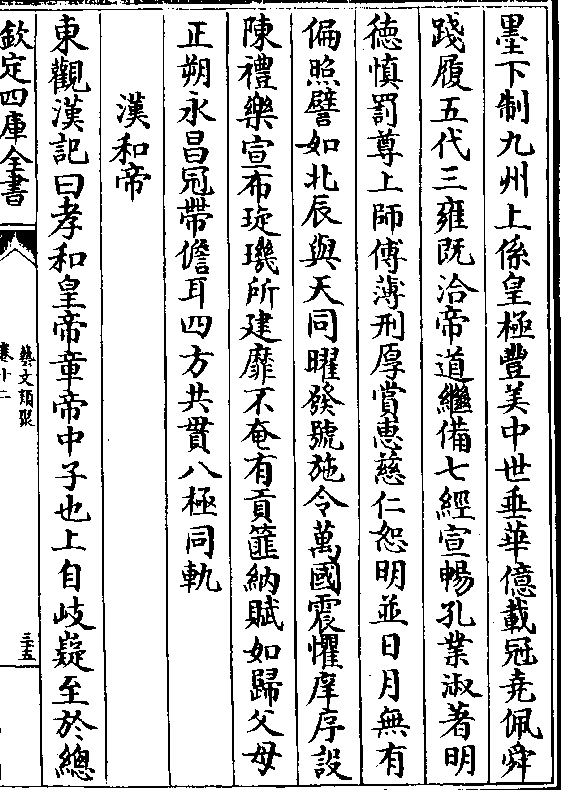 墨下制九州上係皇極豐美中世垂華億載冠堯佩舜
踐履五代三雍既洽帝道繼備七經宣暢孔業淑著明
徳慎罰尊上師傅薄刑厚賞恵慈仁恕明並日月無有
偏照譬如北辰與天同曜發號施令萬國震懼庠序設
陳禮樂宣布琁璣所建靡不奄有貢篚納賦如歸父母
正朔永昌冠帶儋耳四方共貫八極同軌
漢和帝
東觀漢記曰孝和皇帝章帝中子也上自岐嶷至於總
欽定四庫全書
藝文類聚
卷十二
三五